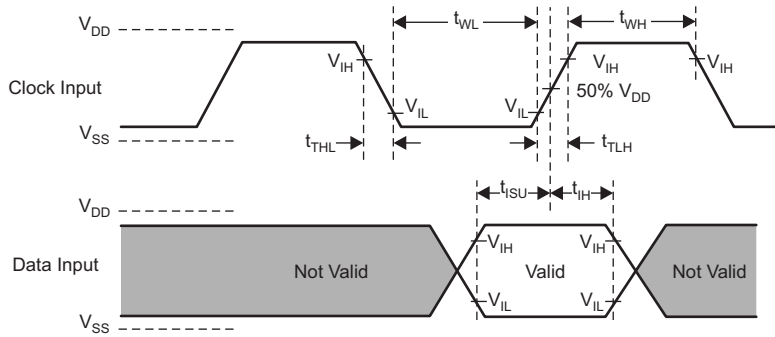 t_WL t_WH
V_DD
V_IH V_IH V_IH
Clock Input 50% V_DD
V_IL V_IL
V_SS
t_THL t_TLH
t_ISU t_IH
V_DD
V_IH V_IH
Data Input Not Valid Valid Not Valid
V_IL V_IL
V_SS